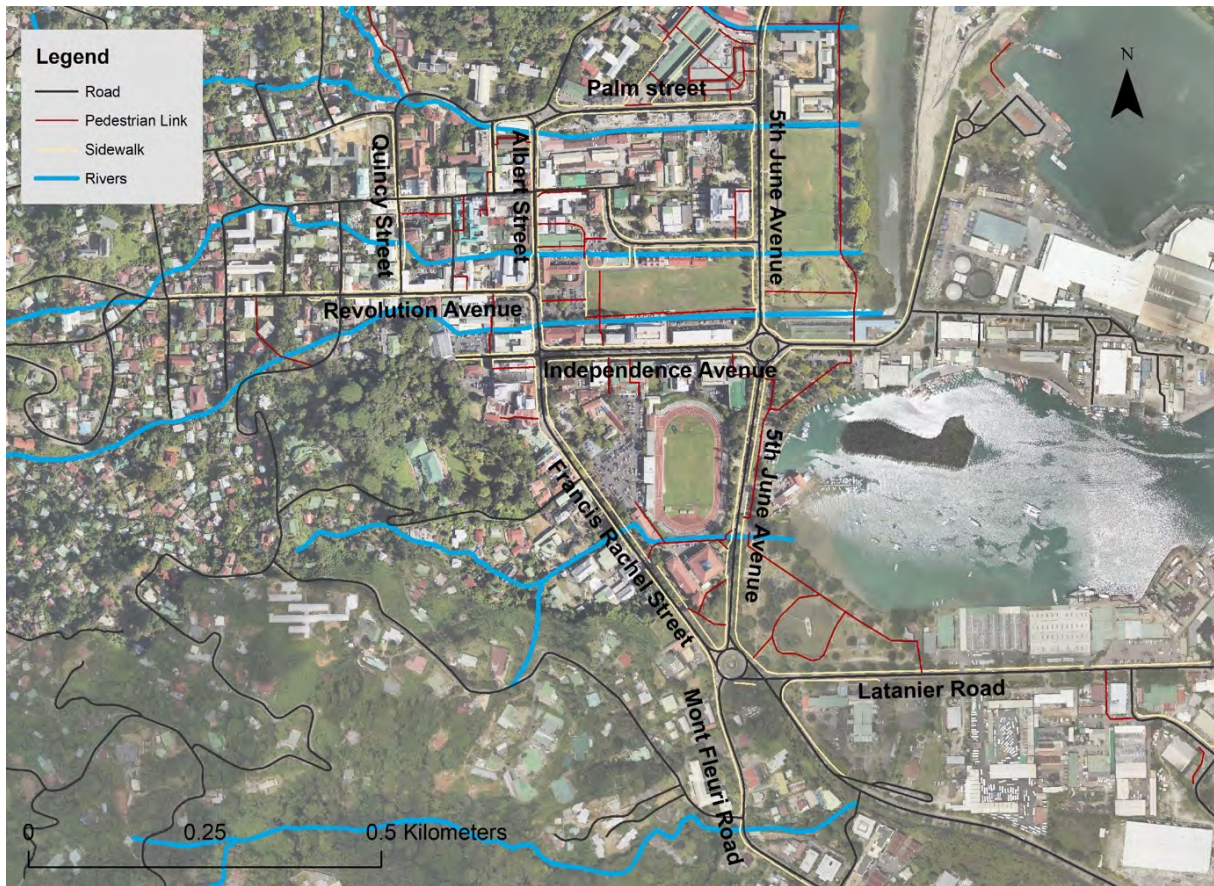 Legend
Road
Pedestrian Link
Sidewalk
Rivers
N
Palm street
5th June Avenue
Albert Street
Quincy Street
Revolution Avenue
Independence Avenue
5th June Avenue
Francis Rachel Street
Latanier Road
Mont Fleuri Road
0 0.25 0.5 Kilometers